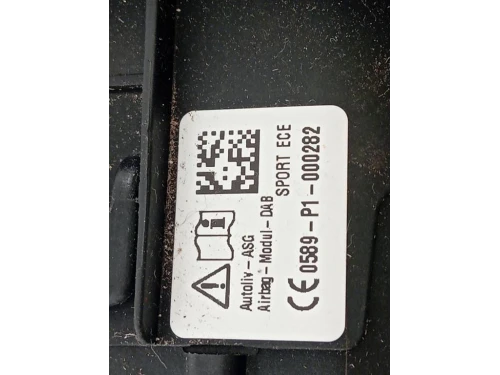 SPORT ECE
Autoliv - ASG
Airbag - Modul - DAB
CE 0589 - P1 - 000282